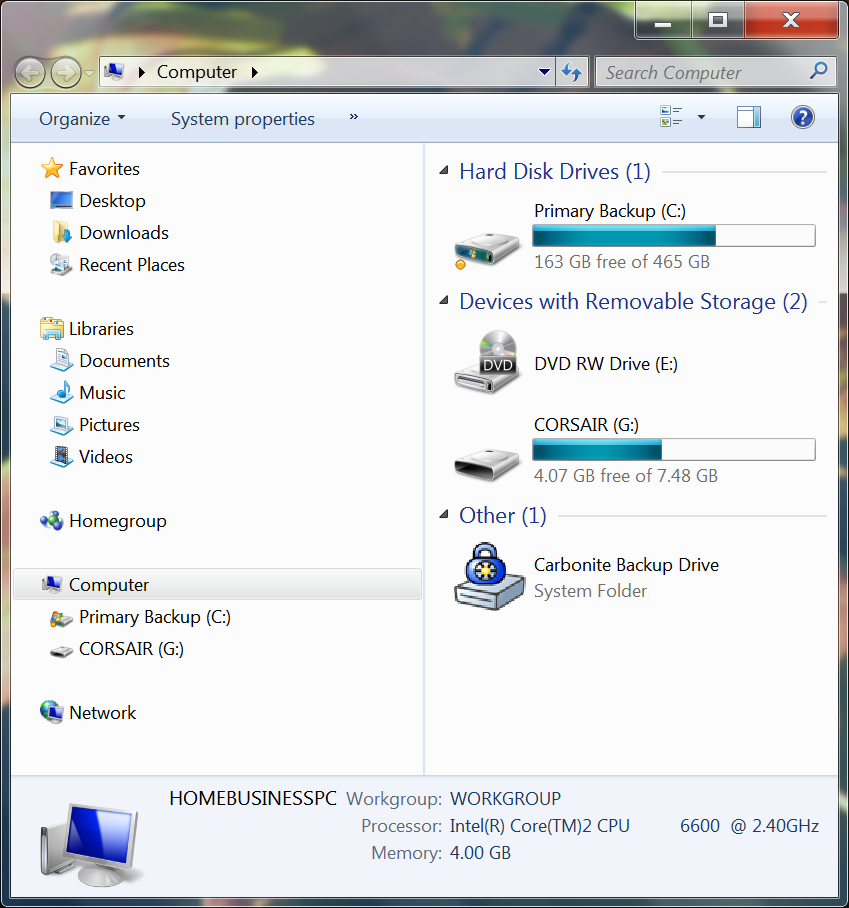 Computer
Search Computer
Organize System properties »
Favorites
Desktop
Downloads
Recent Places
Libraries
Documents
Music
Pictures
Videos
Homegroup
Computer
Primary Backup (C:)
CORSAIR (G:)
Network
Hard Disk Drives (1)
Primary Backup (C:)
163 GB free of 465 GB
Devices with Removable Storage (2)
DVD
DVD RW Drive (E:)
CORSAIR (G:)
4.07 GB free of 7.48 GB
Other (1)
Carbonite Backup Drive
System Folder
HOMEBUSINESSPC Workgroup: WORKGROUP
Processor: Intel(R) Core(TM)2 CPU 6600 @ 2.40GHz
Memory: 4.00 GB